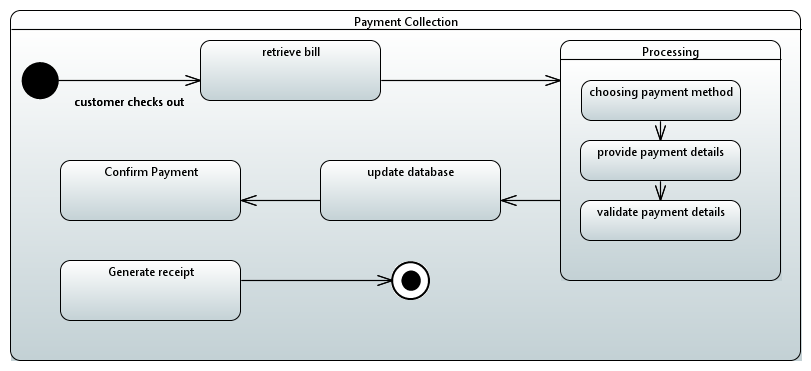 Payment Collection
retrieve bill
Processing
customer checks out
choosing payment method
provide payment details
validate payment details
Confirm Payment
update database
Generate receipt